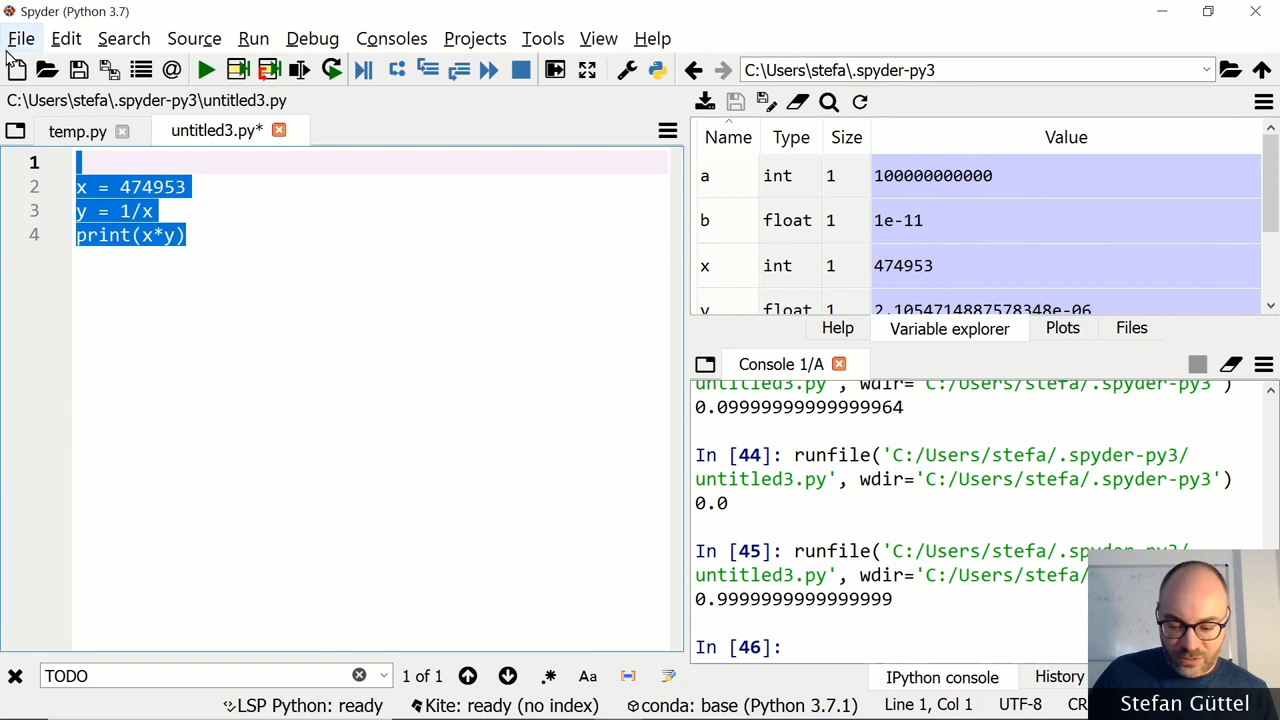 Spyder (Python 3.7)
File Edit Search Source Run Debug Consoles Projects Tools View Help
C:\Users\stefa\.spyder-py3
C:\Users\stefa\.spyder-py3\untitled3.py
temp.py untitled3.py*
1
2 x = 474953
3 y = 1/x
4 print(x*y)
Name Type Size Value
a int 1 100000000000
b float 1 1e-11
x int 1 474953
y float 1 2.1054714887578348e-06
Help Variable explorer Plots Files
Console 1/A
untitled3.py', wdir='C:/Users/stefa/.spyder-py3')
0.09999999999999964
In [44]: runfile('C:/Users/stefa/.spyder-py3/
untitled3.py', wdir='C:/Users/stefa/.spyder-py3')
0.0
In [45]: runfile('C:/Users/stefa/.spyder-py3/
untitled3.py', wdir='C:/Users/stefa/
0.9999999999999999
In [46]:
TODO 1 of 1 .* Aa
IPython console History
LSP Python: ready Kite: ready (no index) conda: base (Python 3.7.1) Line 1, Col 1 UTF-8 CR
Stefan Güttel